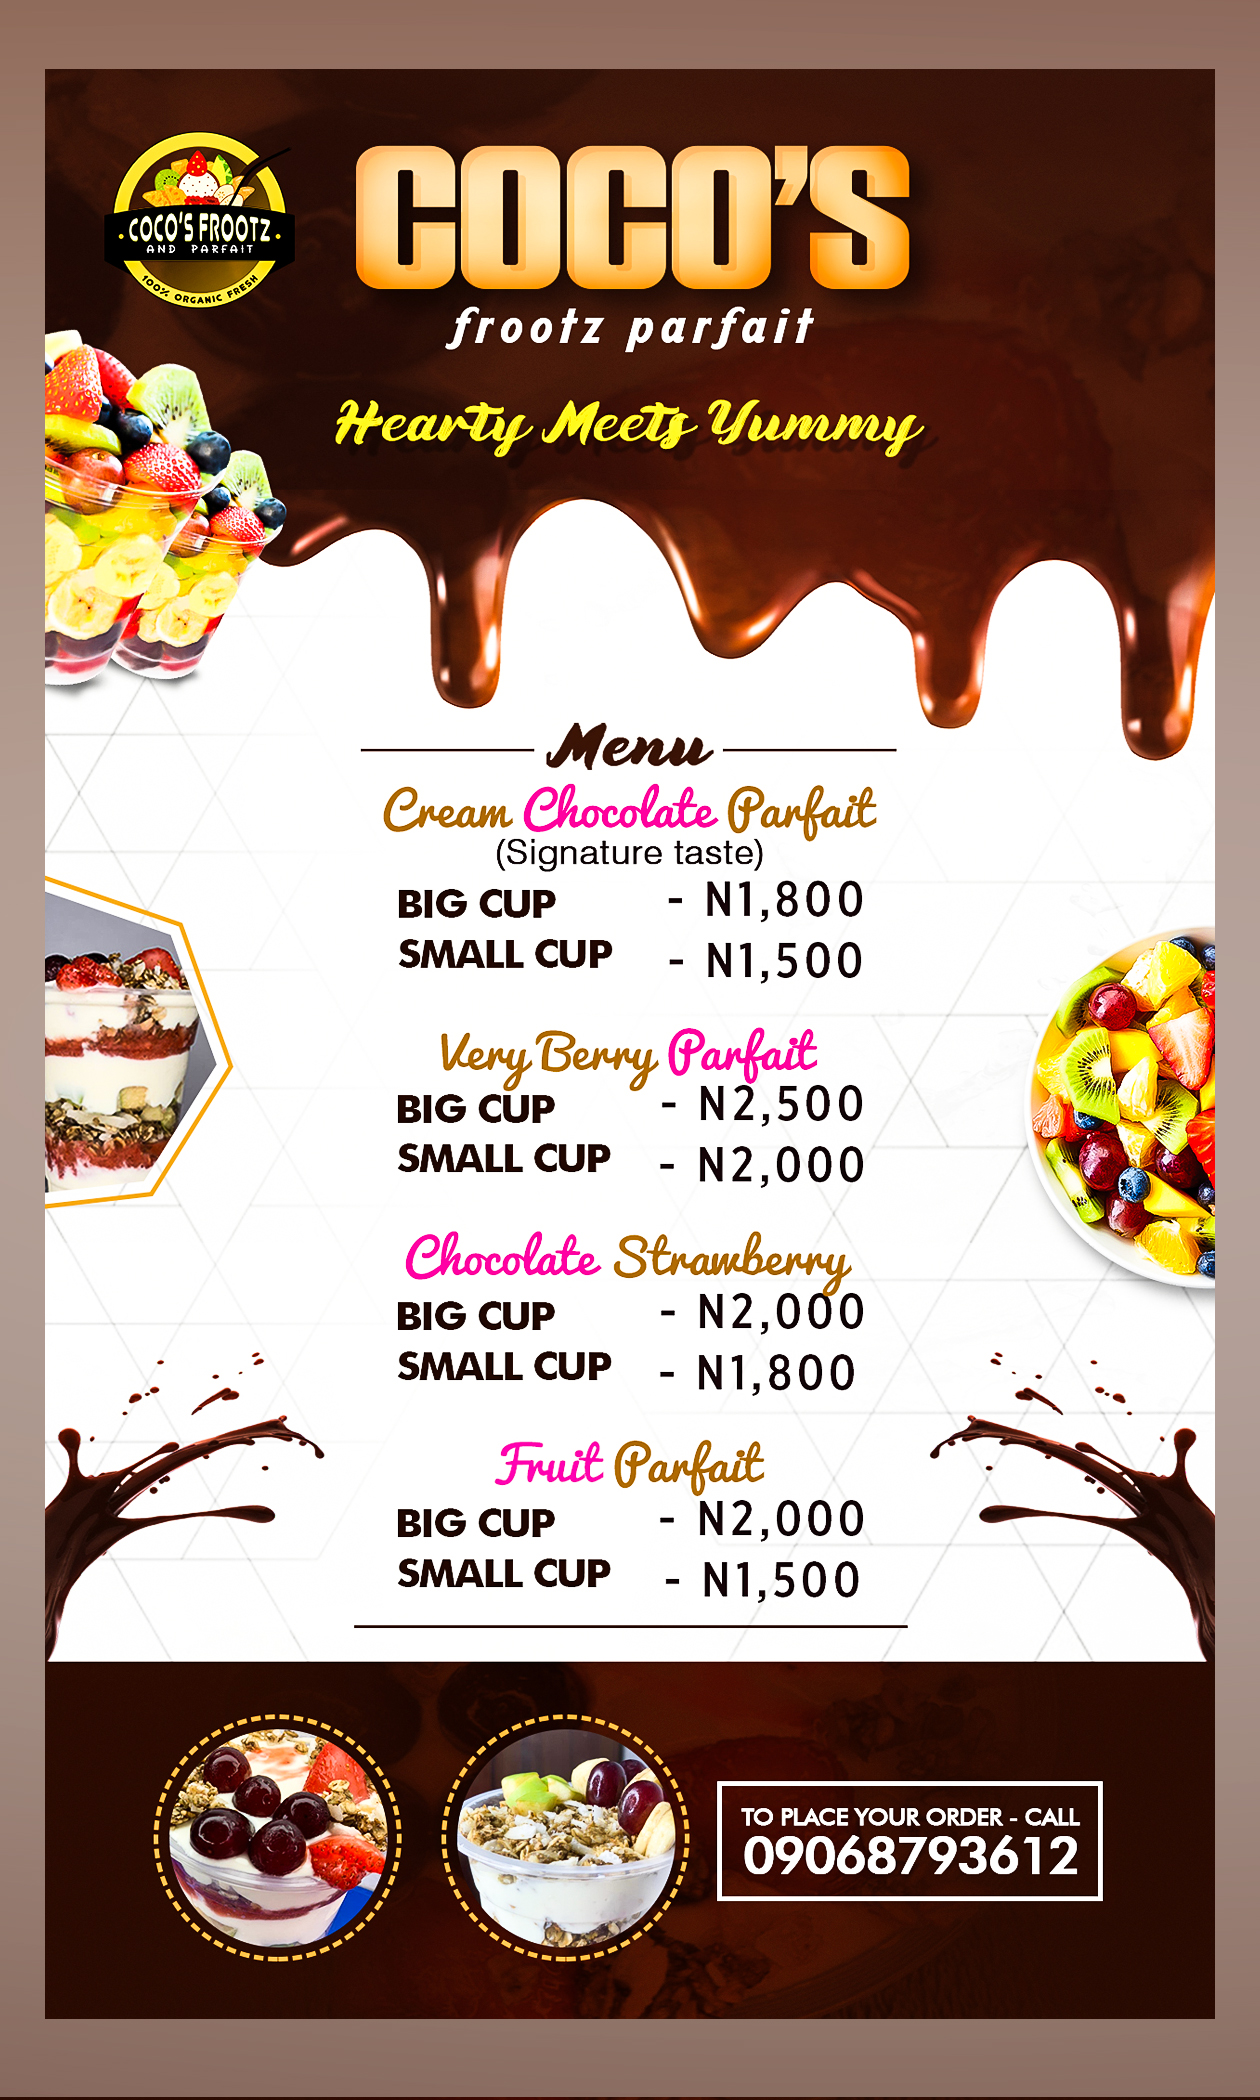 COCO'S FROOTZ
AND PARFAIT
100% ORGANIC FRESH
COCO'S
frootz parfait
Hearty Meets Yummy
Menu
Cream Chocolate Parfait
(Signature taste)
BIG CUP - N1,800
SMALL CUP - N1,500
Very Berry Parfait
BIG CUP - N2,500
SMALL CUP - N2,000
Chocolate Strawberry
BIG CUP - N2,000
SMALL CUP - N1,800
Fruit Parfait
BIG CUP - N2,000
SMALL CUP - N1,500
TO PLACE YOUR ORDER - CALL
09068793612